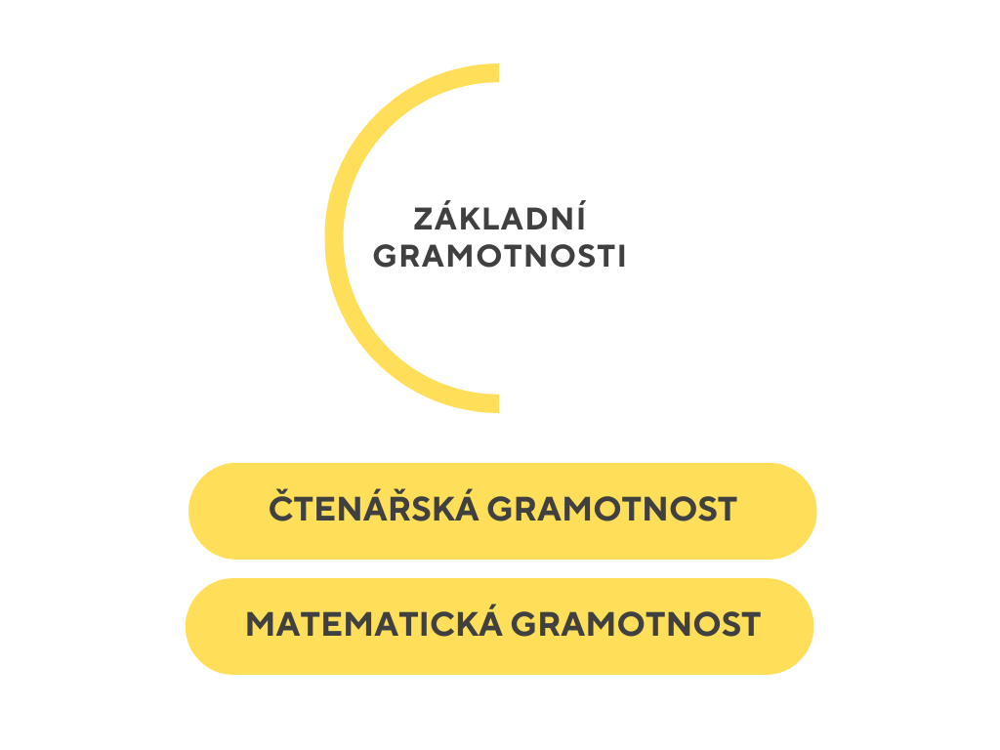 ZÁKLADNÍ
GRAMOTNOSTI
ČTENÁŘSKÁ GRAMOTNOST
MATEMATICKÁ GRAMOTNOST